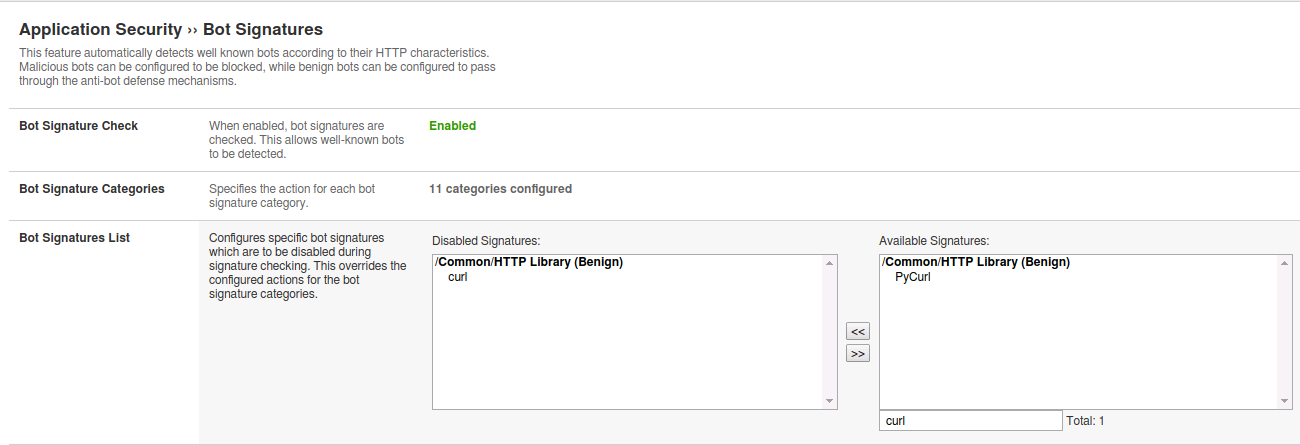 Application Security ›› Bot Signatures
This feature automatically detects well known bots according to their HTTP characteristics.
Malicious bots can be configured to be blocked, while benign bots can be configured to pass
through the anti-bot defense mechanisms.
Bot Signature Check
When enabled, bot signatures are
checked. This allows well-known bots
to be detected.
Enabled
Bot Signature Categories
Specifies the action for each bot
signature category.
11 categories configured
Bot Signatures List
Configures specific bot signatures
which are to be disabled during
signature checking. This overrides the
configured actions for the bot
signature categories.
Disabled Signatures:
/Common/HTTP Library (Benign)
curl
<<
>>
Available Signatures:
/Common/HTTP Library (Benign)
PyCurl
curl
Total: 1